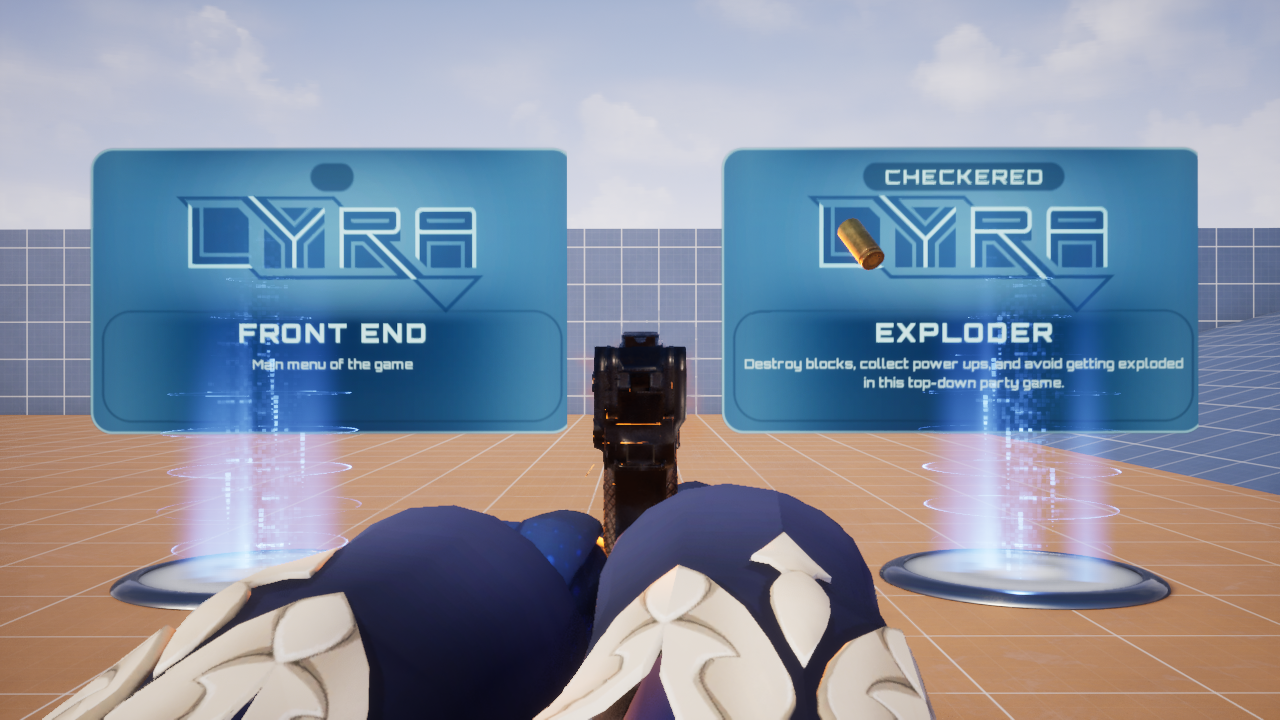 LYRA
FRONT END
Main menu of the game
CHECKERED
LYRA
EXPLODER
Destroy blocks, collect power ups, and avoid getting exploded
in this top-down party game.